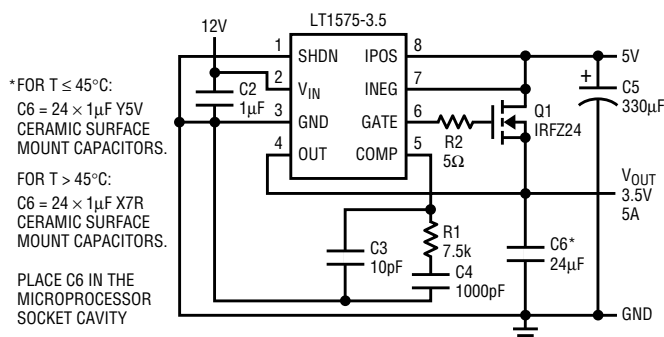 LT1575-3.5
12V
1 SHDN IPOS 8
2 VIN INEG 7
3 GND GATE 6
4 OUT COMP 5
C2
1µF
5V
+
C5
330µF
Q1
IRFZ24
R2
5Ω
VOUT
3.5V
5A
R1
7.5k
C3
10pF
C4
1000pF
C6*
24µF
GND
*FOR T ≤ 45°C:
C6 = 24 × 1µF Y5V
CERAMIC SURFACE
MOUNT CAPACITORS.
FOR T > 45°C:
C6 = 24 × 1µF X7R
CERAMIC SURFACE
MOUNT CAPACITORS.
PLACE C6 IN THE
MICROPROCESSOR
SOCKET CAVITY